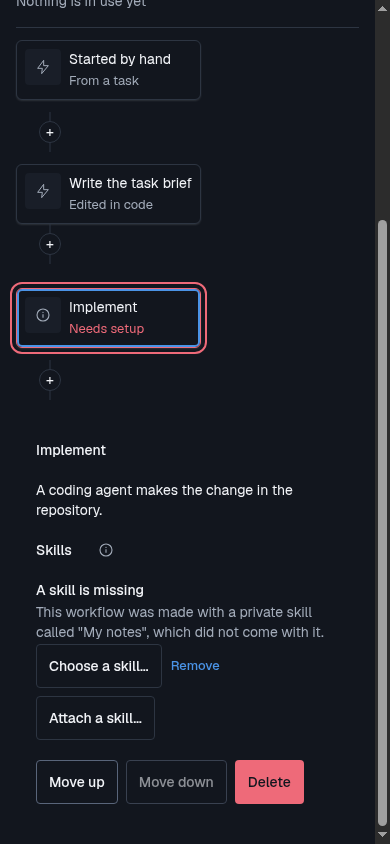 Nothing is in use yet
Started by hand
From a task
+
Write the task brief
Edited in code
+
Implement
Needs setup
+
Implement
A coding agent makes the change in the
repository.
Skills
A skill is missing
This workflow was made with a private skill
called "My notes", which did not come with it.
Choose a skill... Remove
Attach a skill...
Move up Move down Delete